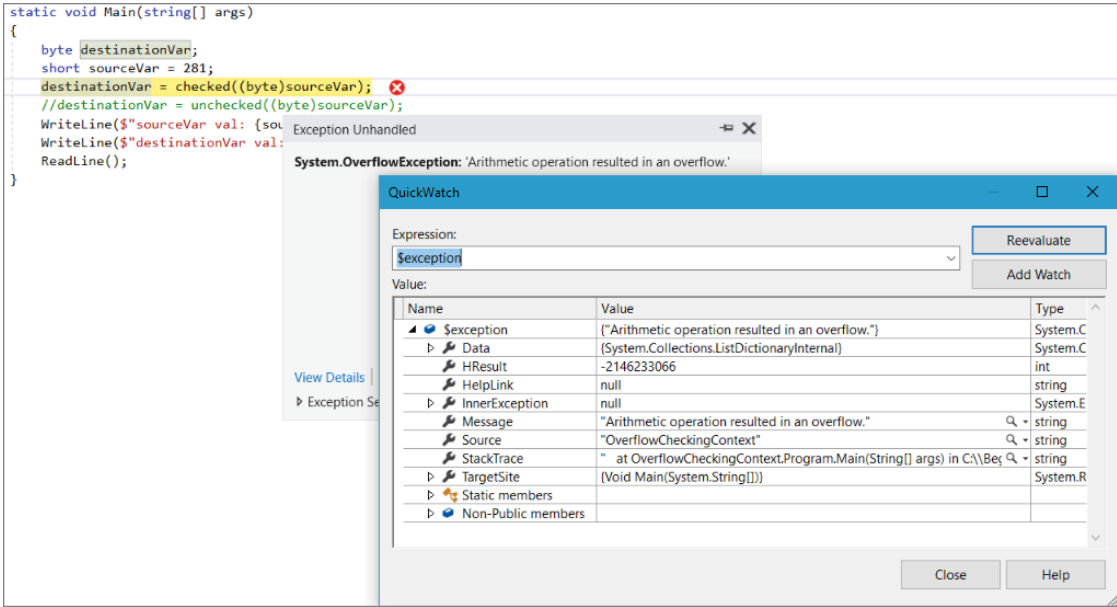 static void Main(string[] args)
{
byte destinationVar;
short sourceVar = 281;
destinationVar = checked((byte)sourceVar);
//destinationVar = unchecked((byte)sourceVar);
WriteLine($"sourceVar val: {sou
WriteLine($"destinationVar val:
ReadLine();
}
Exception Unhandled
System.OverflowException: 'Arithmetic operation resulted in an overflow.'
View Details
Exception Se
QuickWatch
Expression:
$exception
Reevaluate
Add Watch
Value:
Name Value Type
$exception {"Arithmetic operation resulted in an overflow."} System.C
Data {System.Collections.ListDictionaryInternal} System.C
HResult -2146233066 int
HelpLink null string
InnerException null System.E
Message "Arithmetic operation resulted in an overflow." string
Source "OverflowCheckingContext" string
StackTrace " at OverflowCheckingContext.Program.Main(String[] args) in C:\\Beg string
TargetSite {Void Main(System.String[])} System.R
Static members
Non-Public members
Close Help